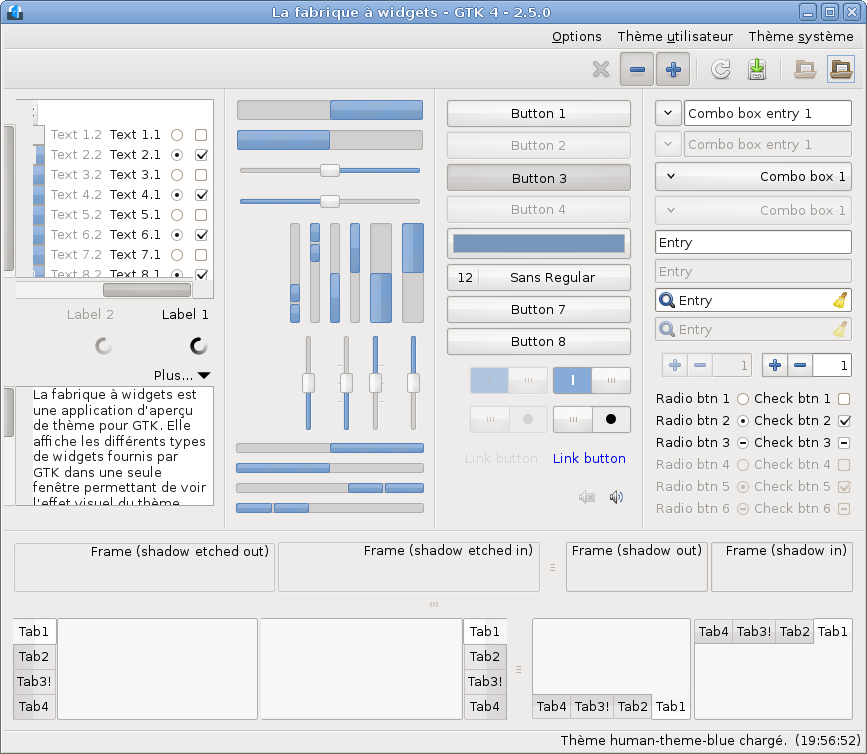 La fabrique à widgets - GTK 4 - 2.5.0
Options Thème utilisateur Thème système
Text 1.2 Text 1.1
Text 2.2 Text 2.1
Text 3.2 Text 3.1
Text 4.2 Text 4.1
Text 5.2 Text 5.1
Text 6.2 Text 6.1
Text 7.2 Text 7.1
Text 8.2 Text 8.1
Label 2 Label 1
Plus...
La fabrique à widgets est
une application d'aperçu
de thème pour GTK. Elle
affiche les différents types
de widgets fournis par
GTK dans une seule
fenêtre permettant de voir
l'effet visuel du thème
Button 1
Button 2
Button 3
Button 4
12 Sans Regular
Button 7
Button 8
Link button Link button
Combo box entry 1
Combo box entry 1
Combo box 1
Combo box 1
Entry
Entry
Entry
Entry
1 1
Radio btn 1 Check btn 1
Radio btn 2 Check btn 2
Radio btn 3 Check btn 3
Radio btn 4 Check btn 4
Radio btn 5 Check btn 5
Radio btn 6 Check btn 6
Frame (shadow etched out) Frame (shadow etched in) Frame (shadow out) Frame (shadow in)
Tab1
Tab2
Tab3!
Tab4
Tab1
Tab2
Tab3!
Tab4
Tab4 Tab3! Tab2 Tab1
Tab4 Tab3! Tab2 Tab1
Thème human-theme-blue chargé. (19:56:52)